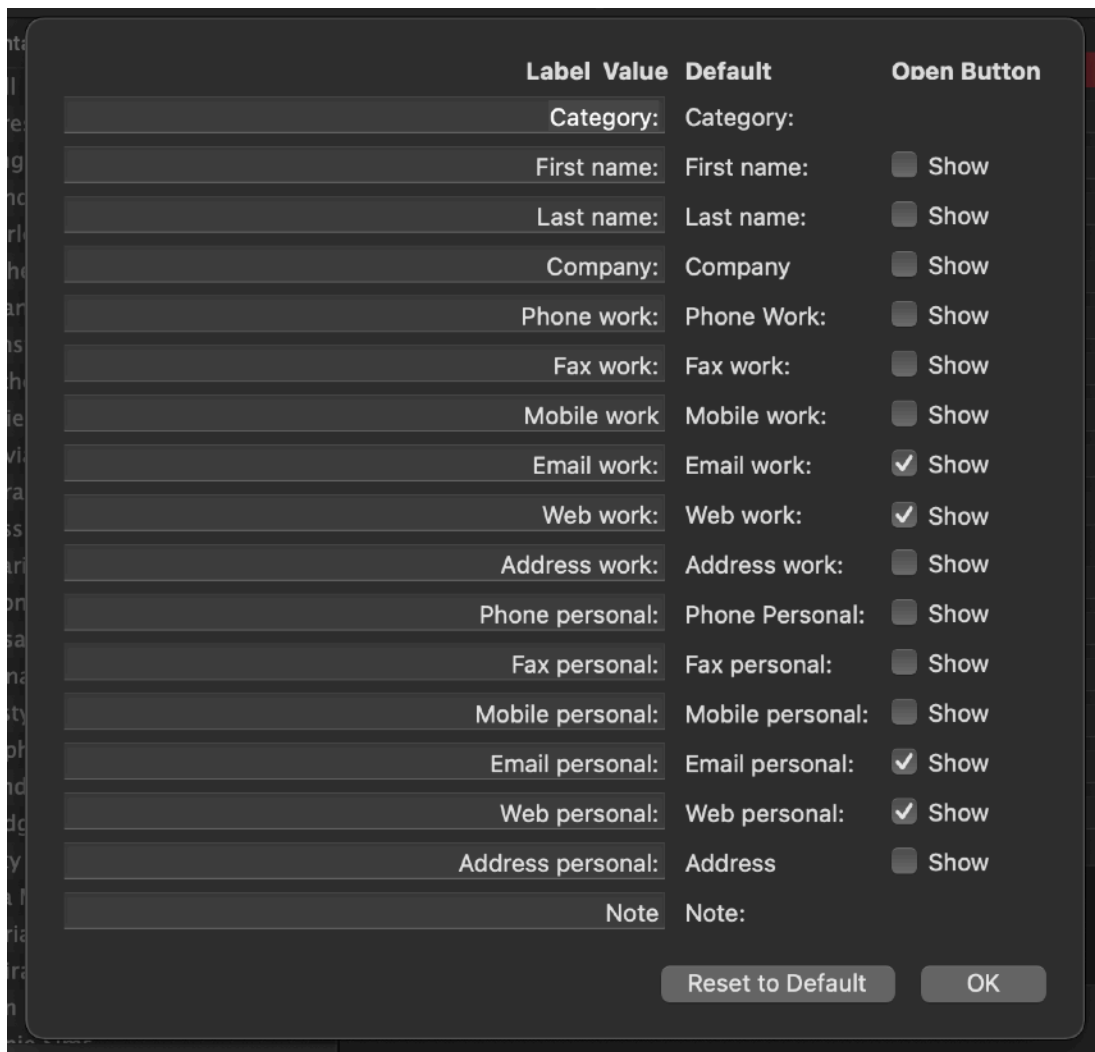 Label Value Default Open Button
Category: Category:
First name: First name: Show
Last name: Last name: Show
Company: Company Show
Phone work: Phone Work: Show
Fax work: Fax work: Show
Mobile work Mobile work: Show
Email work: Email work: Show
Web work: Web work: Show
Address work: Address work: Show
Phone personal: Phone Personal: Show
Fax personal: Fax personal: Show
Mobile personal: Mobile personal: Show
Email personal: Email personal: Show
Web personal: Web personal: Show
Address personal: Address Show
Note Note:
Reset to Default OK